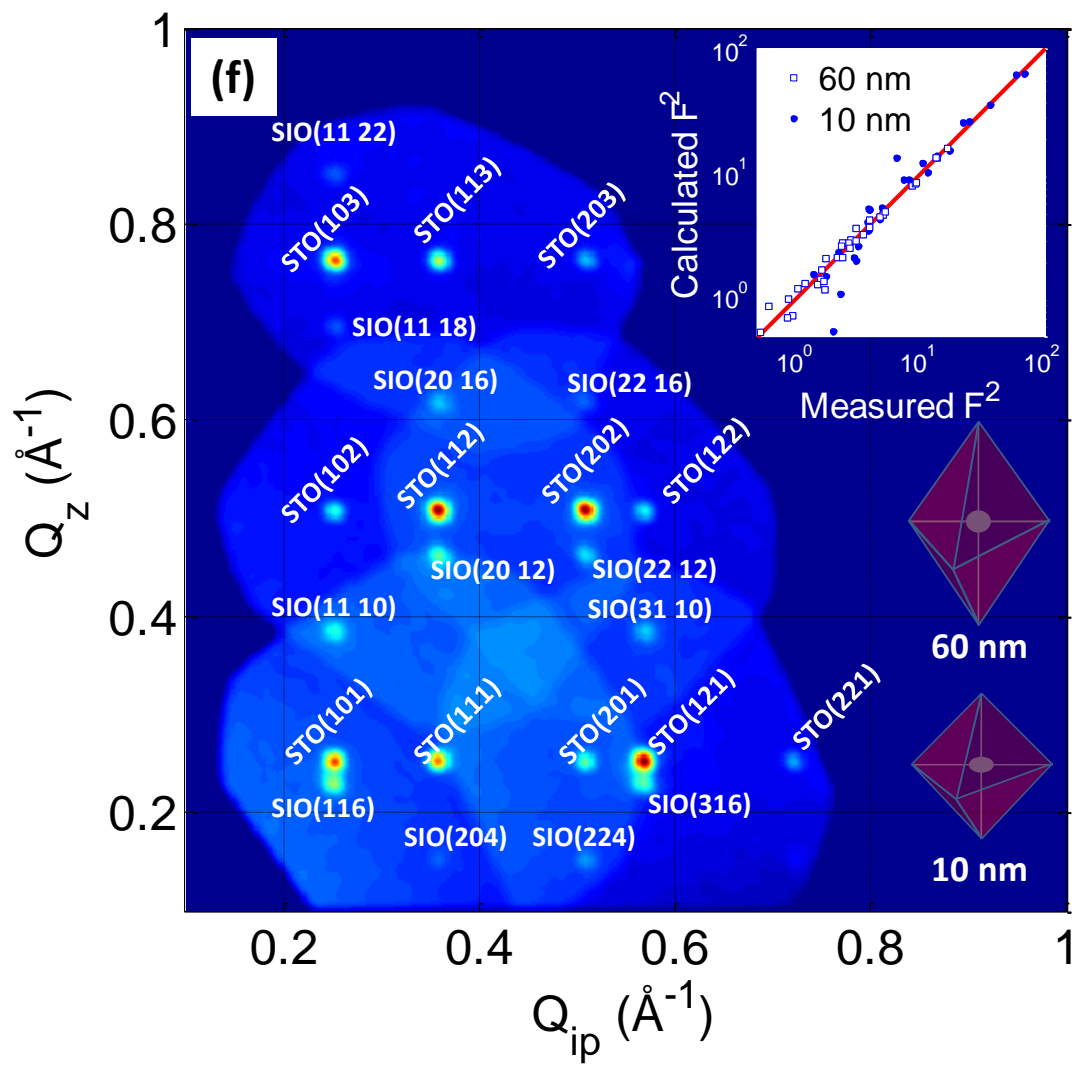 1
(f)
10²
60 nm
10 nm
SIO(11 22)
10¹
Calculated F²
STO(103)
STO(113)
STO(203)
0.8
10⁰
SIO(11 18)
10⁰ 10¹ 10²
Measured F²
SIO(20 16)
SIO(22 16)
0.6
STO(102)
STO(112)
STO(202)
STO(122)
Q_z (Å⁻¹)
SIO(20 12)
SIO(22 12)
SIO(11 10)
SIO(31 10)
0.4
60 nm
STO(101)
STO(111)
STO(201)
STO(121)
STO(221)
SIO(116)
SIO(316)
0.2
SIO(204)
SIO(224)
10 nm
0.2 0.4 0.6 0.8 1
Q_ip (Å⁻¹)